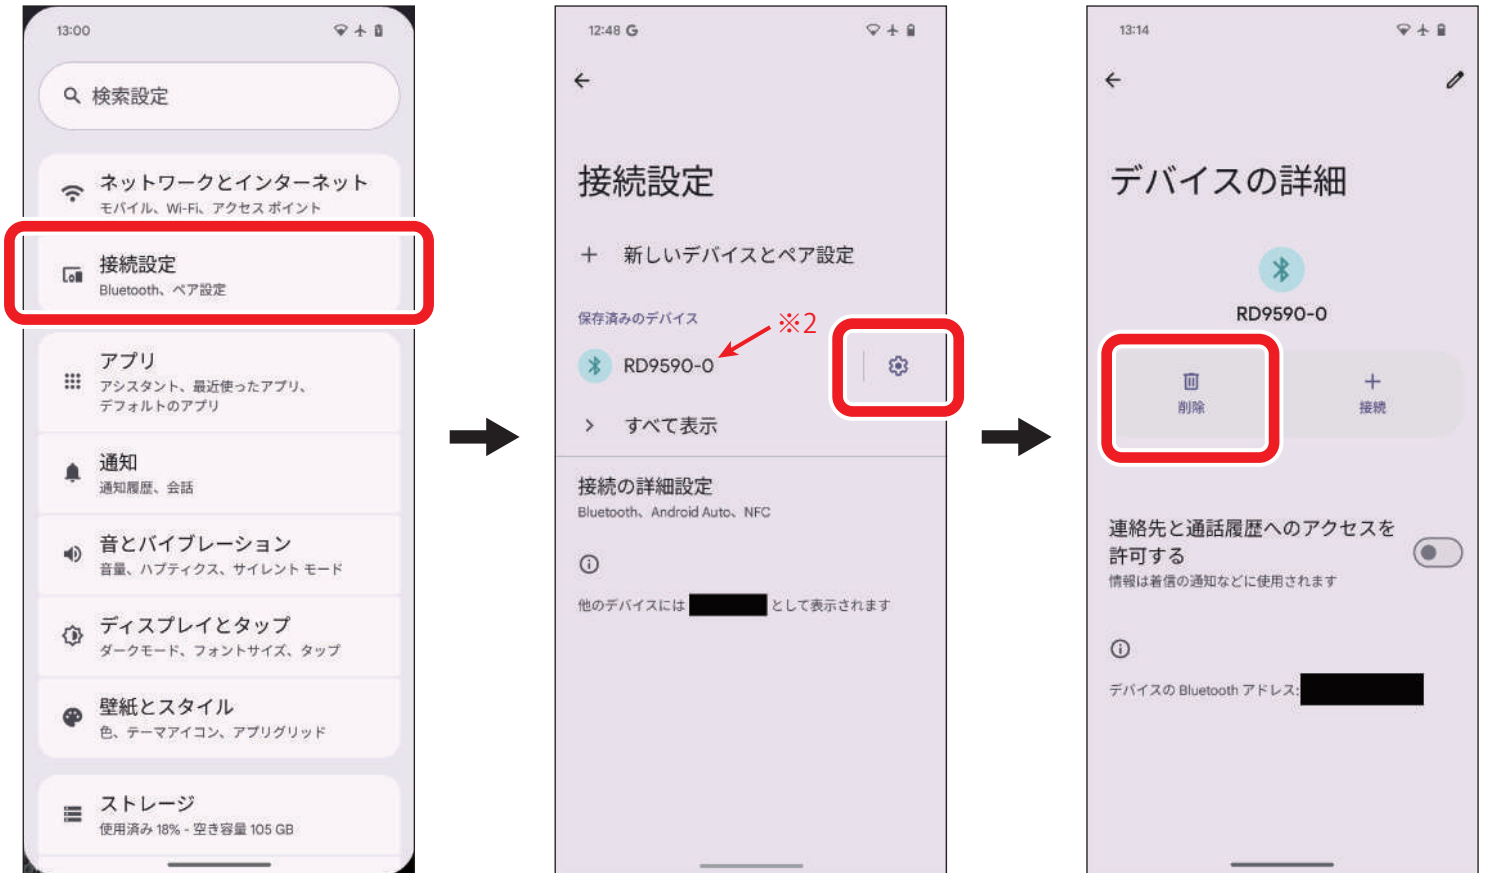 13:00
検索設定
ネットワークとインターネット
モバイル、Wi-Fi、アクセス ポイント
接続設定
Bluetooth、ペア設定
アプリ
アシスタント、最近使ったアプリ、
デフォルトのアプリ
通知
通知履歴、会話
音とバイブレーション
音量、ハプティクス、サイレント モード
ディスプレイとタップ
ダークモード、フォントサイズ、タップ
壁紙とスタイル
色、テーマアイコン、アプリグリッド
ストレージ
使用済み 18% - 空き容量 105 GB
12:48 G
接続設定
新しいデバイスとペア設定
保存済みのデバイス
※2
RD9590-0
すべて表示
接続の詳細設定
Bluetooth、Android Auto、NFC
他のデバイスには として表示されます
13:14
デバイスの詳細
RD9590-0
削除
接続
連絡先と通話履歴へのアクセスを
許可する
情報は着信の通知などに使用されます
デバイスの Bluetooth アドレス: